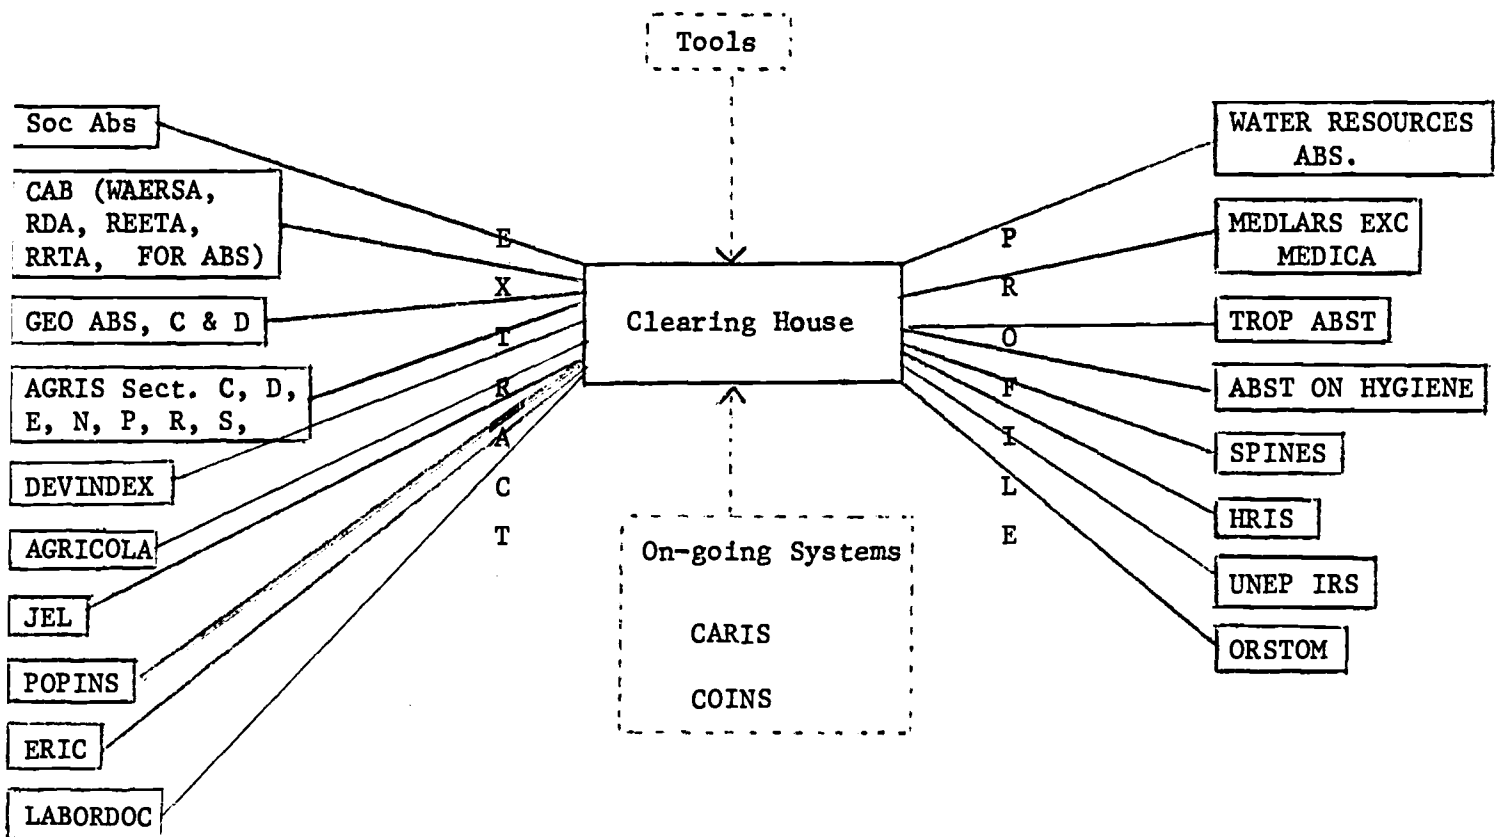 Tools
Soc Abs
CAB (WAERSA,
RDA, REETA,
RRTA, FOR ABS)
GEO ABS, C & D
AGRIS Sect. C, D,
E, N, P, R, S,
DEVINDEX
AGRICOLA
JEL
POPINS
ERIC
LABORDOC
EXTRACT
Clearing House
On-going Systems
CARIS
COINS
PROFILE
WATER RESOURCES
ABS.
MEDLARS EXC
MEDICA
TROP ABST
ABST ON HYGIENE
SPINES
HRIS
UNEP IRS
ORSTOM